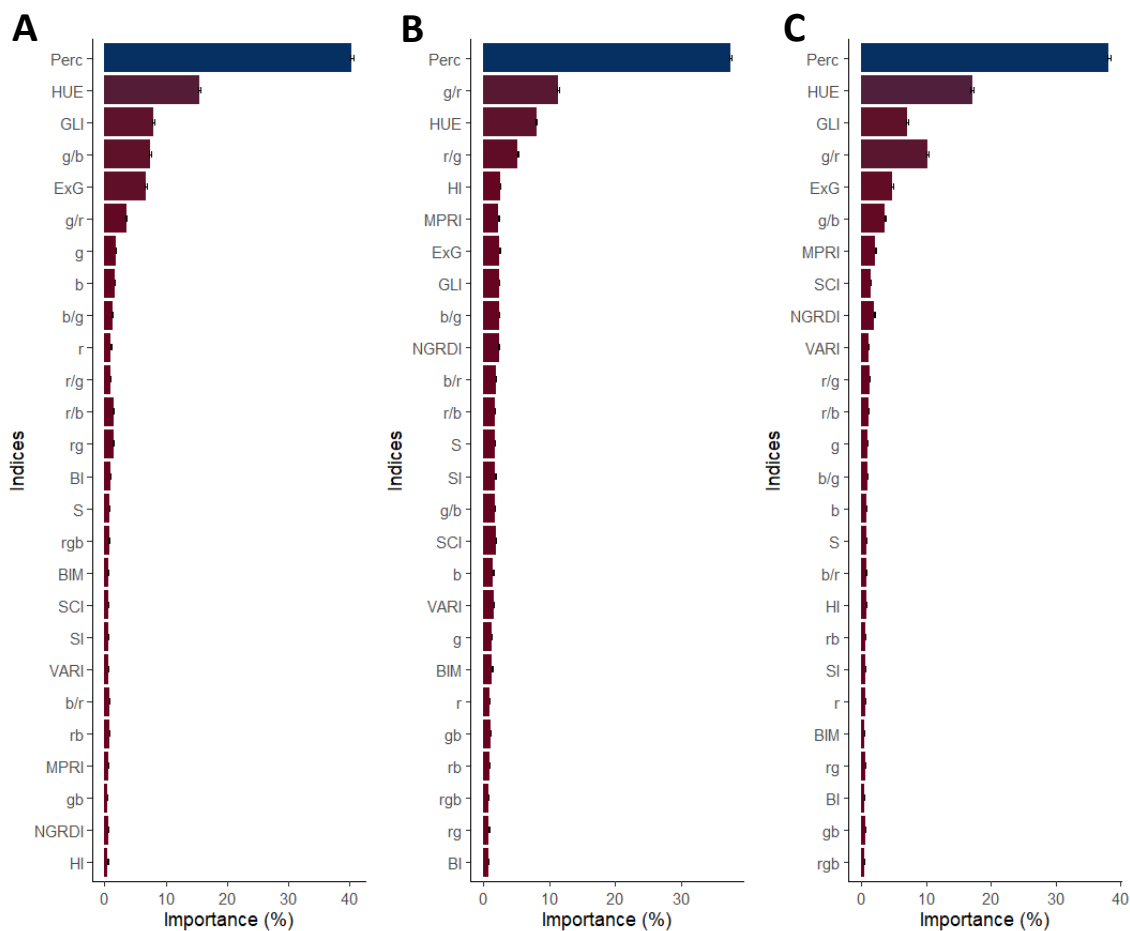 A
Indices
Perc
HUE
GLI
g/b
ExG
g/r
g
b
b/g
r
r/g
r/b
rg
BI
S
rgb
BIM
SCI
SI
VARI
b/r
rb
MPRI
gb
NGRDI
HI
0 10 20 30 40
Importance (%)
B
Indices
Perc
g/r
HUE
r/g
HI
MPRI
ExG
GLI
b/g
NGRDI
b/r
r/b
S
SI
g/b
SCI
b
VARI
g
BIM
r
gb
rb
rgb
rg
BI
0 10 20 30
Importance (%)
C
Indices
Perc
HUE
GLI
g/r
ExG
g/b
MPRI
SCI
NGRDI
VARI
r/g
r/b
g
b/g
b
S
b/r
HI
rb
SI
r
BIM
rg
BI
gb
rgb
0 10 20 30 40
Importance (%)